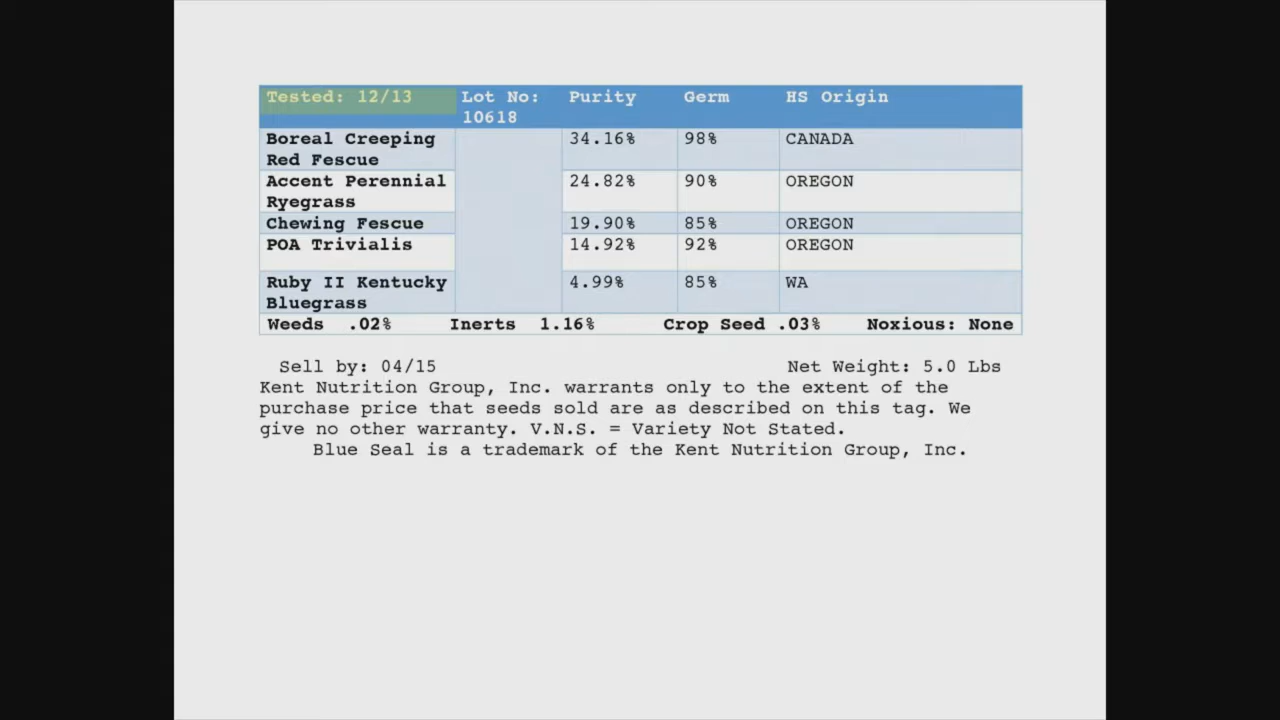 Tested: 12/13 Lot No: Purity Germ HS Origin
10618
Boreal Creeping 34.16% 98% CANADA
Red Fescue
Accent Perennial 24.82% 90% OREGON
Ryegrass
Chewing Fescue 19.90% 85% OREGON
POA Trivialis 14.92% 92% OREGON
Ruby II Kentucky 4.99% 85% WA
Bluegrass
Weeds .02% Inerts 1.16% Crop Seed .03% Noxious: None
Sell by: 04/15 Net Weight: 5.0 Lbs
Kent Nutrition Group, Inc. warrants only to the extent of the
purchase price that seeds sold are as described on this tag. We
give no other warranty. V.N.S. = Variety Not Stated.
Blue Seal is a trademark of the Kent Nutrition Group, Inc.